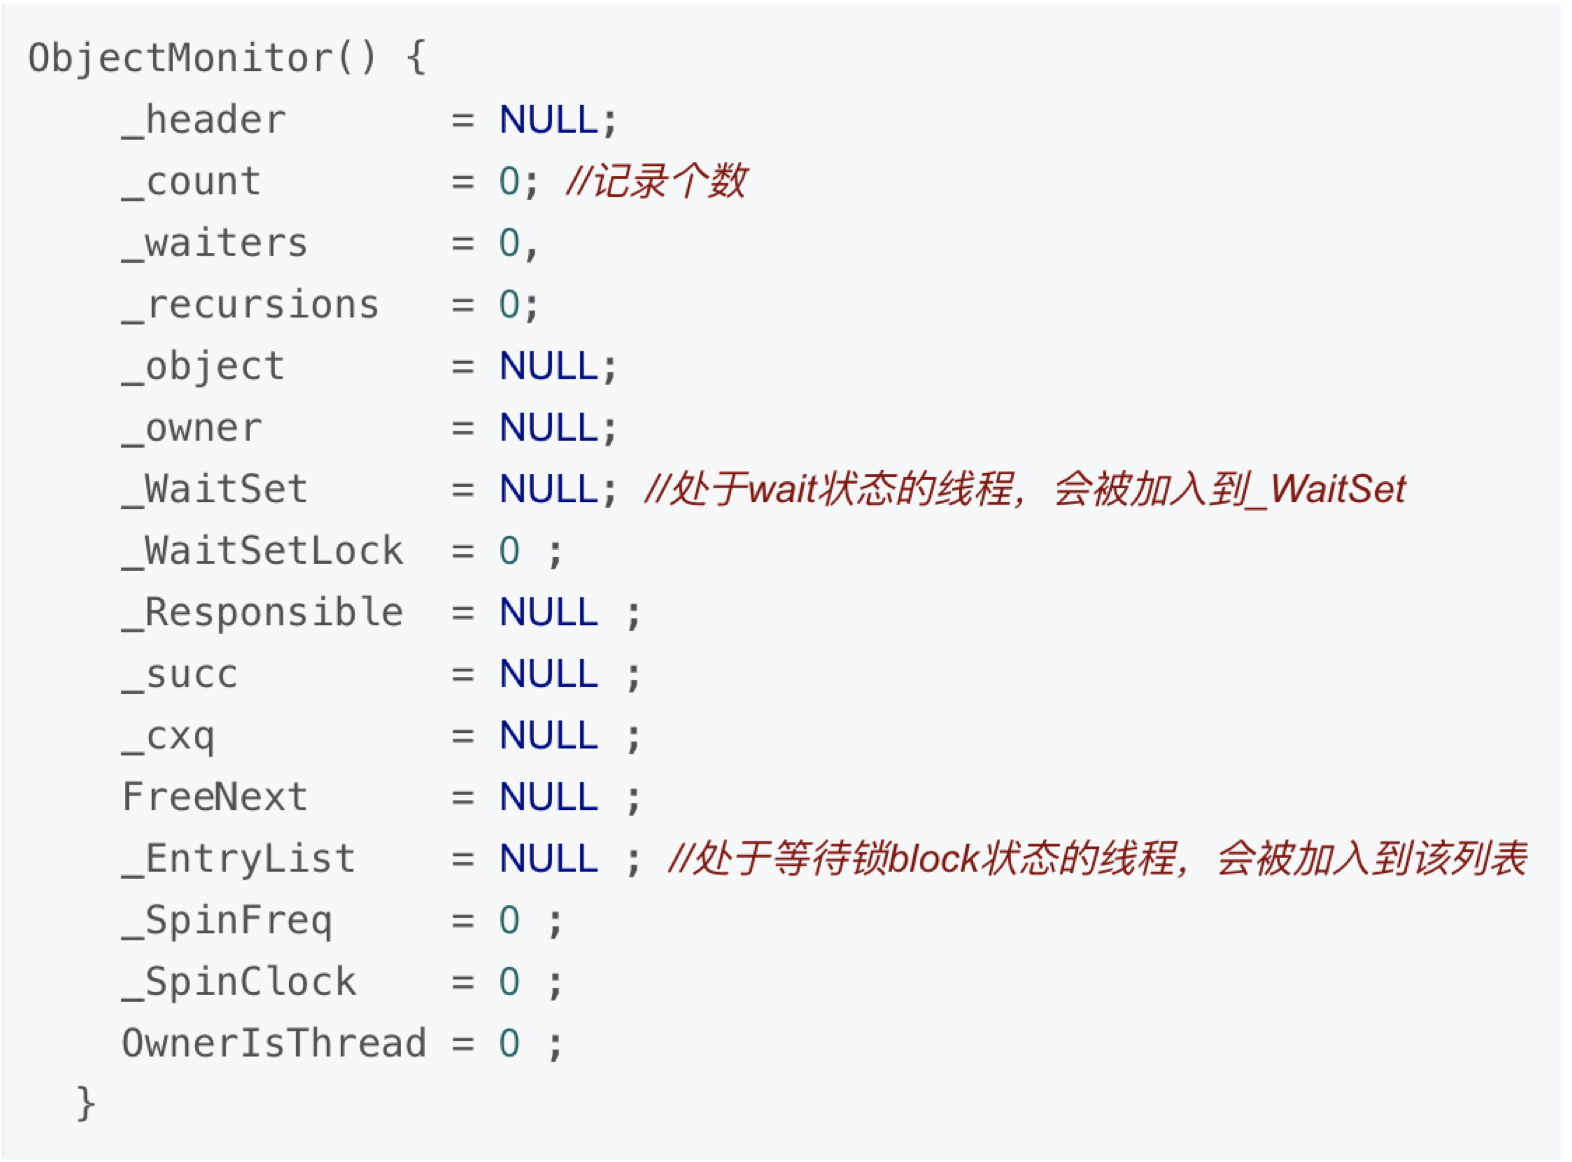 ObjectMonitor() {
    _header       = NULL;
    _count        = 0; //记录个数
    _waiters      = 0,
    _recursions   = 0;
    _object       = NULL;
    _owner        = NULL;
    _WaitSet      = NULL; //处于wait状态的线程，会被加入到_WaitSet
    _WaitSetLock  = 0 ;
    _Responsible  = NULL ;
    _succ         = NULL ;
    _cxq          = NULL ;
    FreeNext      = NULL ;
    _EntryList    = NULL ; //处于等待锁block状态的线程，会被加入到该列表
    _SpinFreq     = 0 ;
    _SpinClock    = 0 ;
    OwnerIsThread = 0 ;
  }